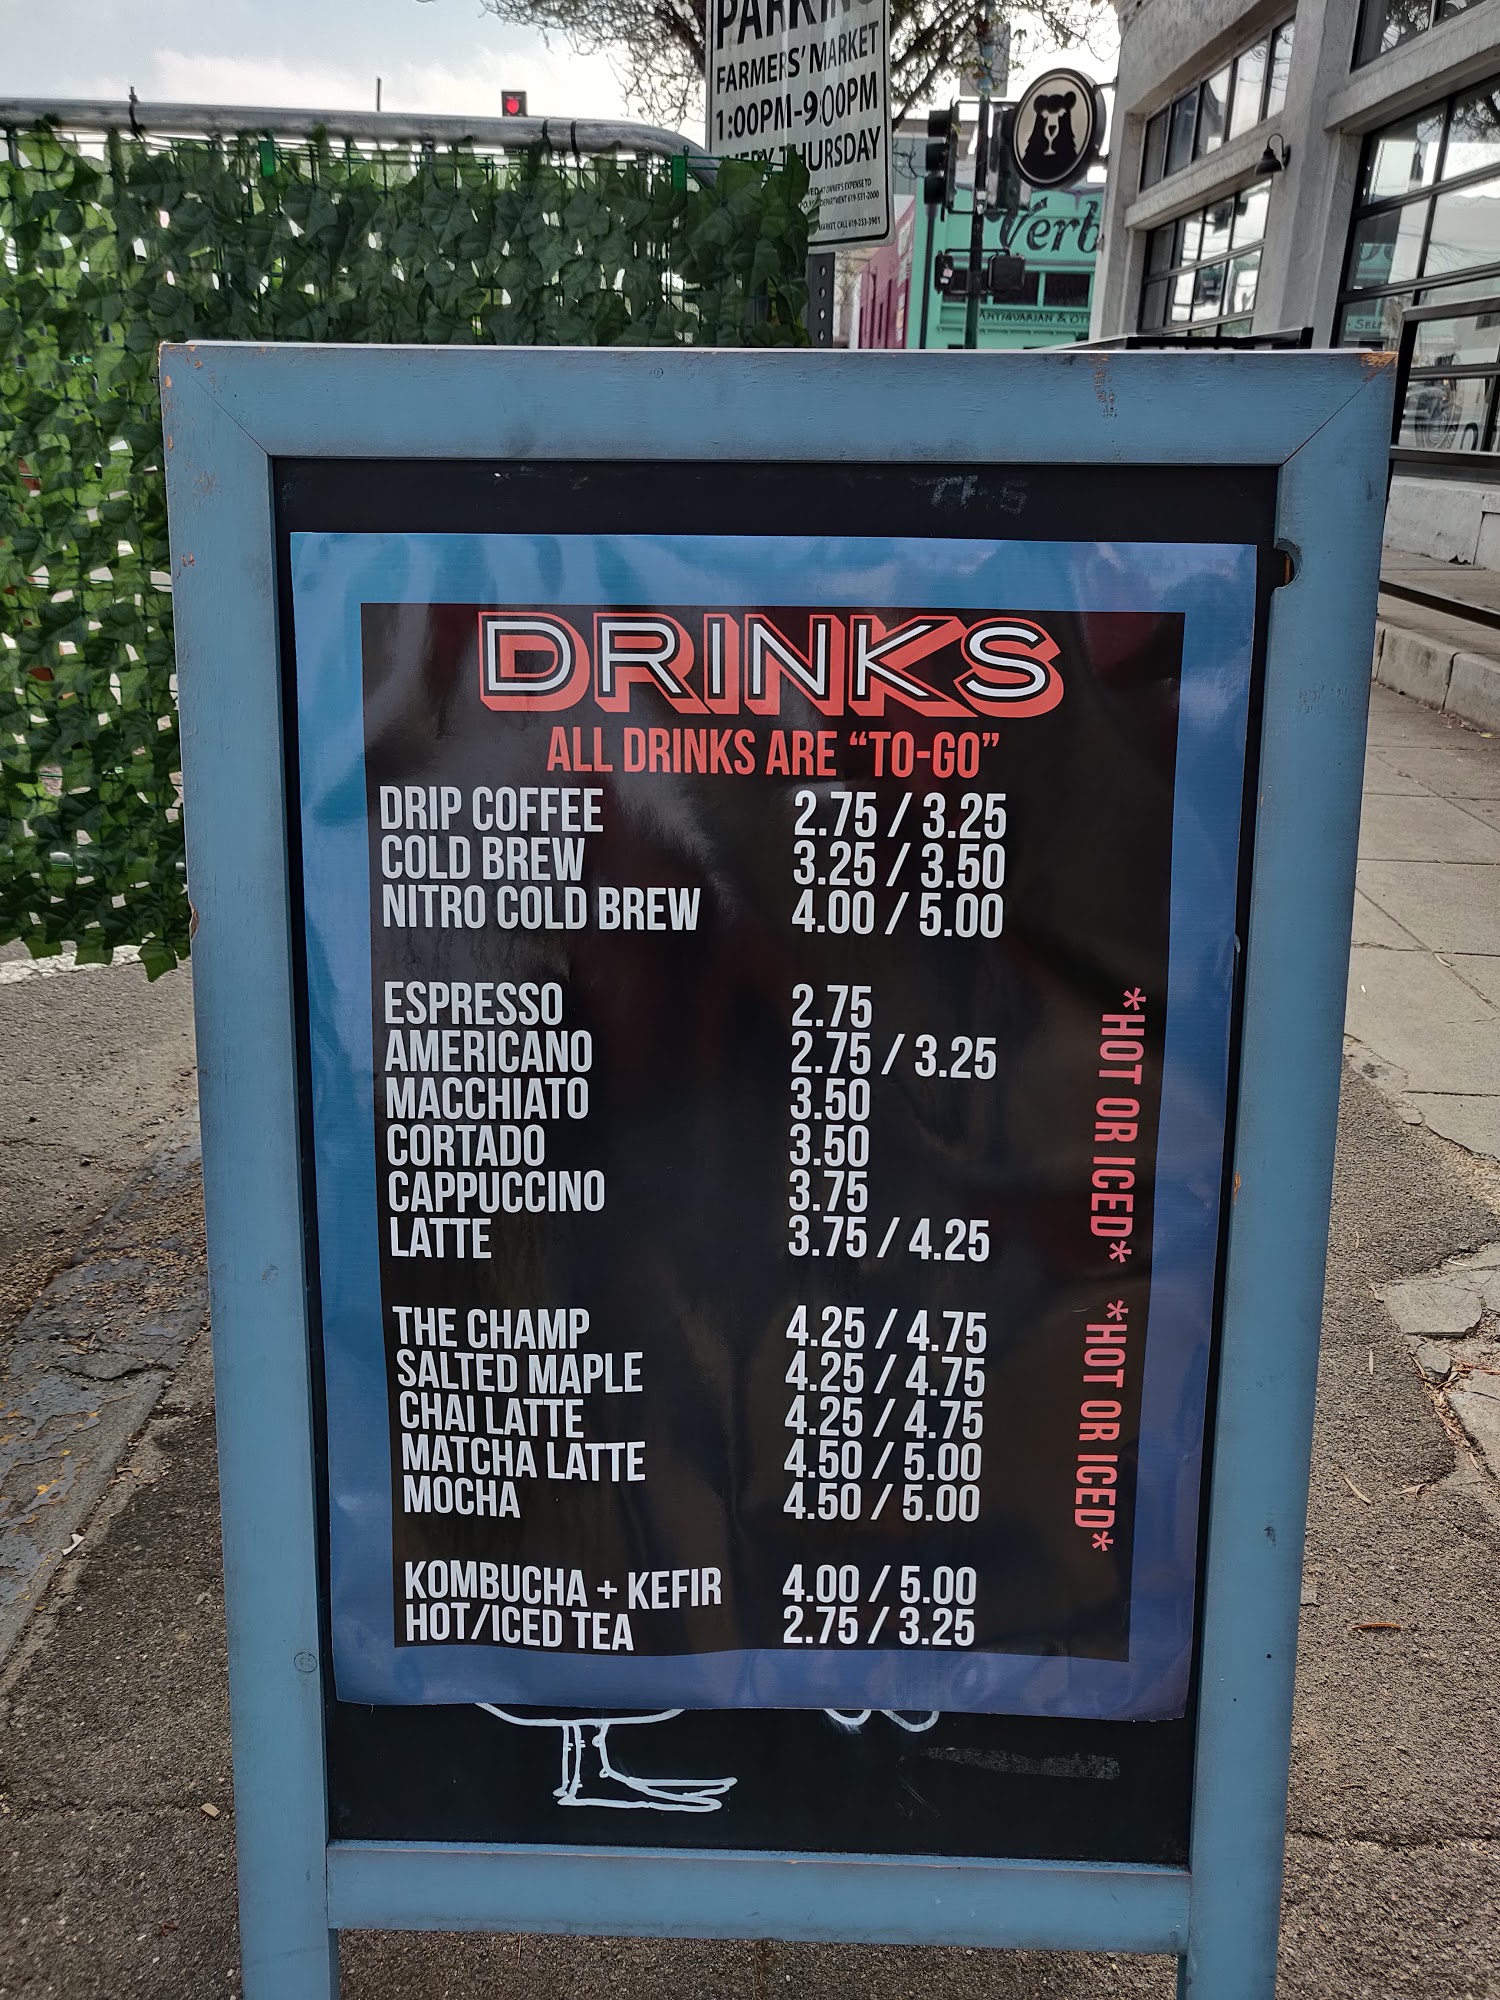 PARKING
FARMERS' MARKET
1:00PM-9:00PM
THURSDAY
Verb
ANTIQUARIAN &
DRINKS
ALL DRINKS ARE “TO-GO”
DRIP COFFEE 2.75 / 3.25
COLD BREW 3.25 / 3.50
NITRO COLD BREW 4.00 / 5.00
ESPRESSO 2.75
AMERICANO 2.75 / 3.25
MACCHIATO 3.50
CORTADO 3.50
CAPPUCCINO 3.75
LATTE 3.75 / 4.25
*HOT OR ICED*
THE CHAMP 4.25 / 4.75
SALTED MAPLE 4.25 / 4.75
CHAI LATTE 4.25 / 4.75
MATCHA LATTE 4.50 / 5.00
MOCHA 4.50 / 5.00
*HOT OR ICED*
KOMBUCHA + KEFIR 4.00 / 5.00
HOT/ICED TEA 2.75 / 3.25